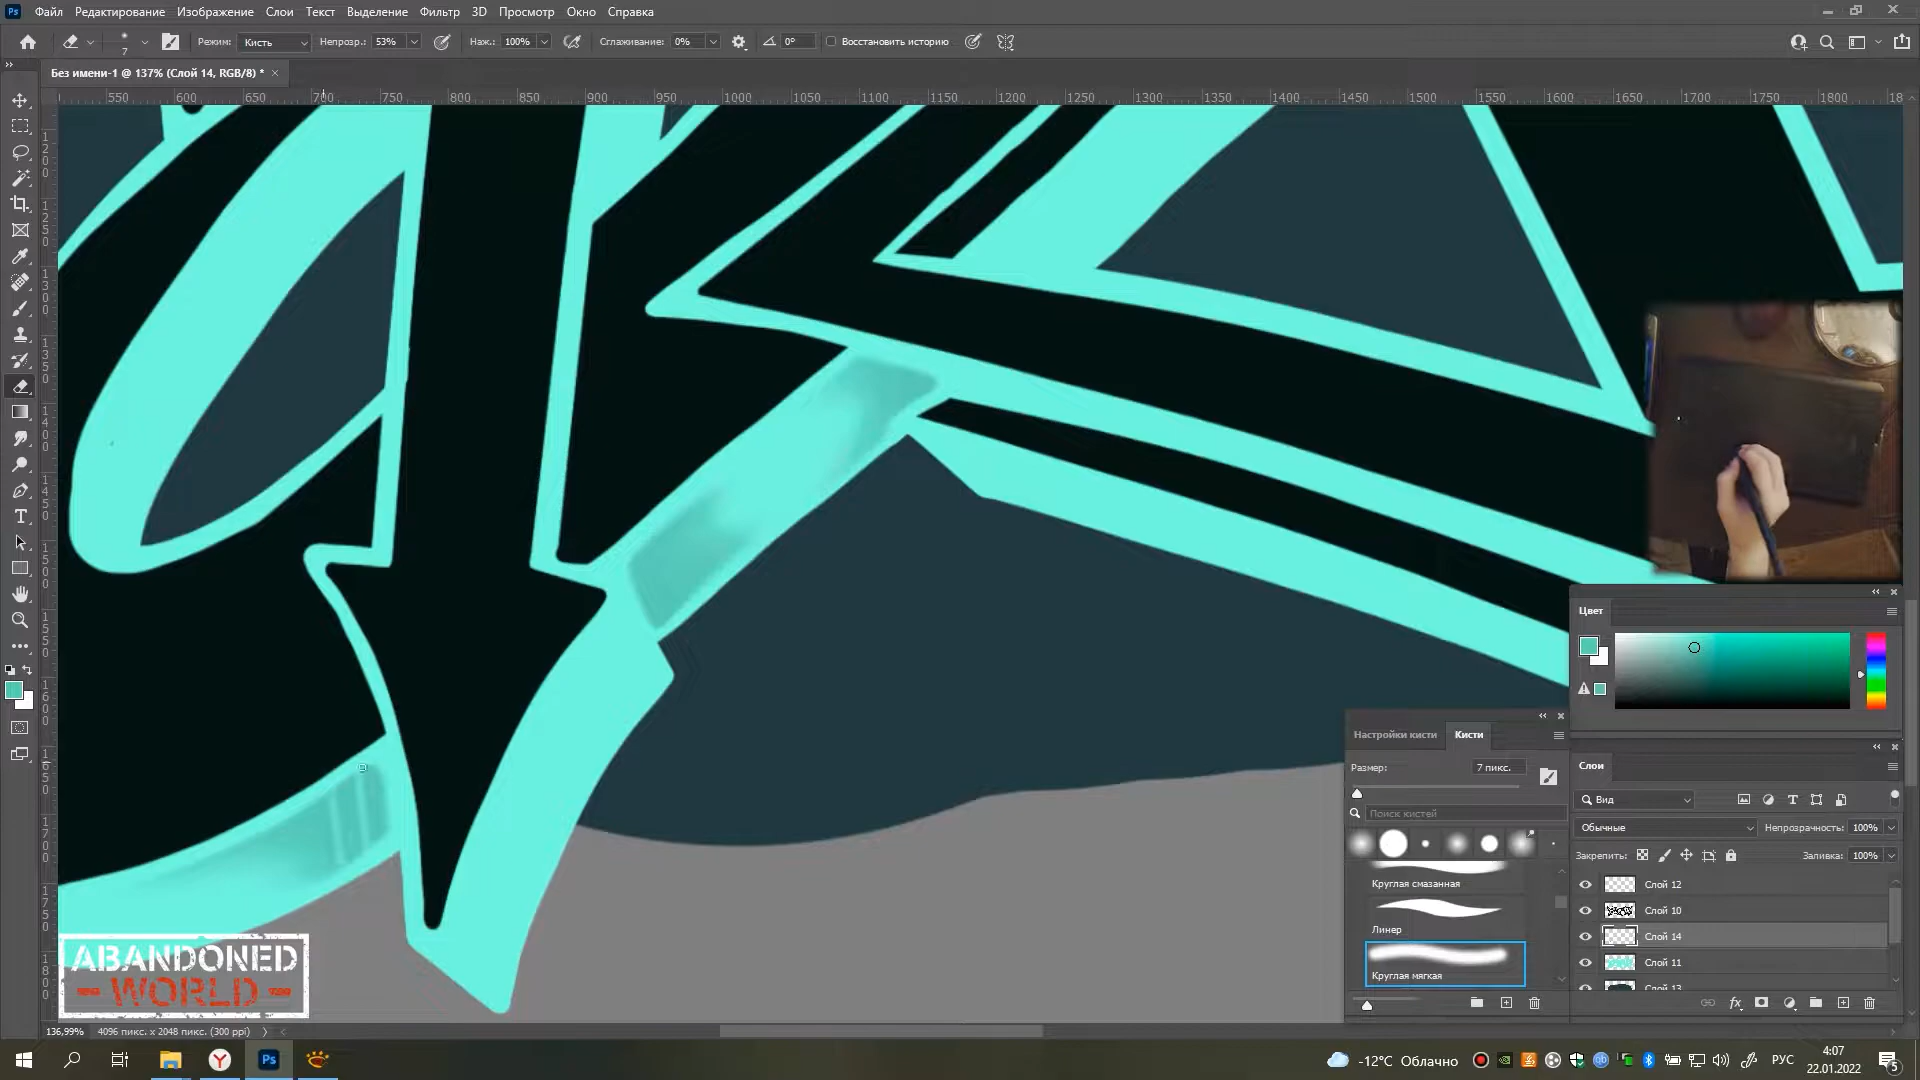 Файл Редактирование Изображение Слои Текст Выделение Фильтр 3D Просмотр Окно Справка
7 Режим: Кисть Непрозр.: 53% Наж.: 100% Сглаживание: 0% 0° Восстановить историю
Без имени-1 @ 137% (Слой 14, RGB/8) * ×
550 600 650 700 750 800 850 900 950 1000 1050 1100 1150 1200 1250 1300 1350 1400 1450 1500 1550 1600 1650 1700 1750 1800
Цвет
Настройки кисти Кисти
Размер: 7 пикс.
Поиск кистей
Круглая смазанная
Линер
Круглая мягкая
Слои
Вид
Обычные Непрозрачность: 100%
Закрепить: Заливка: 100%
Слой 12
Слой 10
Слой 14
Слой 11
Слой 13
ABANDONED
WORLD
136,99% 4096 пикс. x 2048 пикс. (300 ppi)
-12°C Облачно РУС 4:07
22.01.2022 5